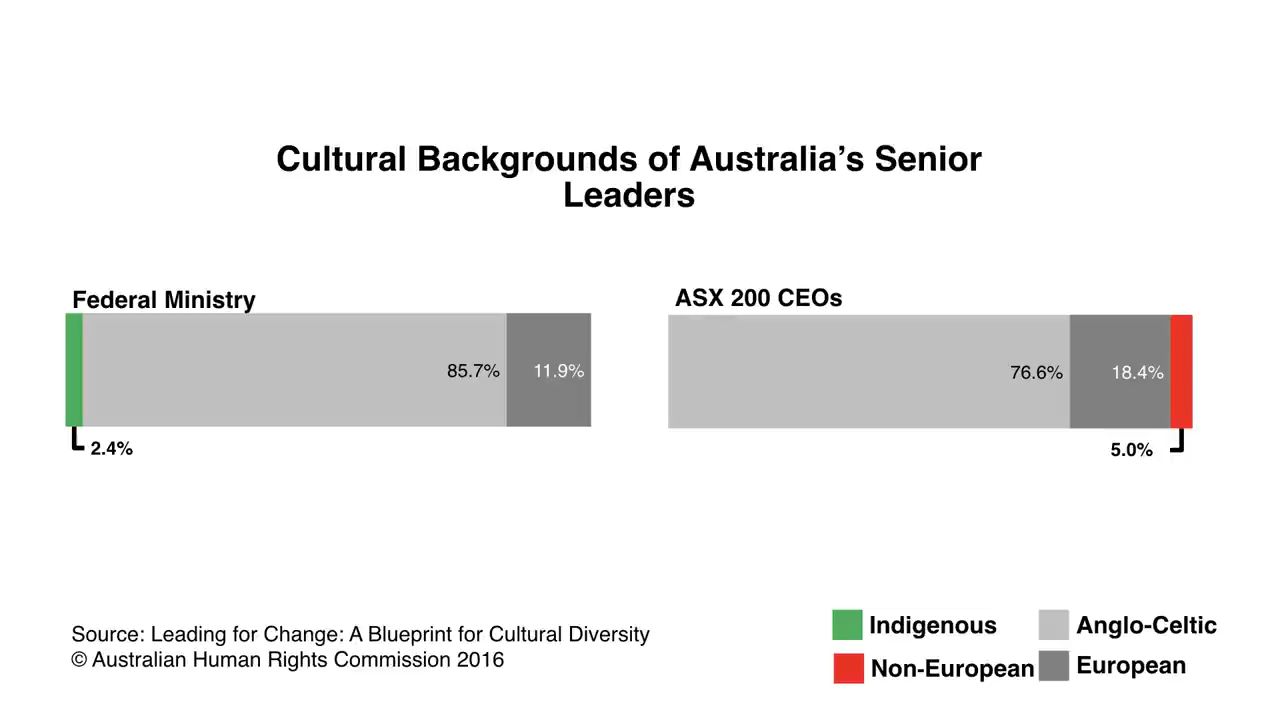 Cultural Backgrounds of Australia’s Senior
Leaders
Federal Ministry
85.7%
11.9%
2.4%
ASX 200 CEOs
76.6%
18.4%
5.0%
Source: Leading for Change: A Blueprint for Cultural Diversity
© Australian Human Rights Commission 2016
Indigenous
Anglo-Celtic
Non-European
European